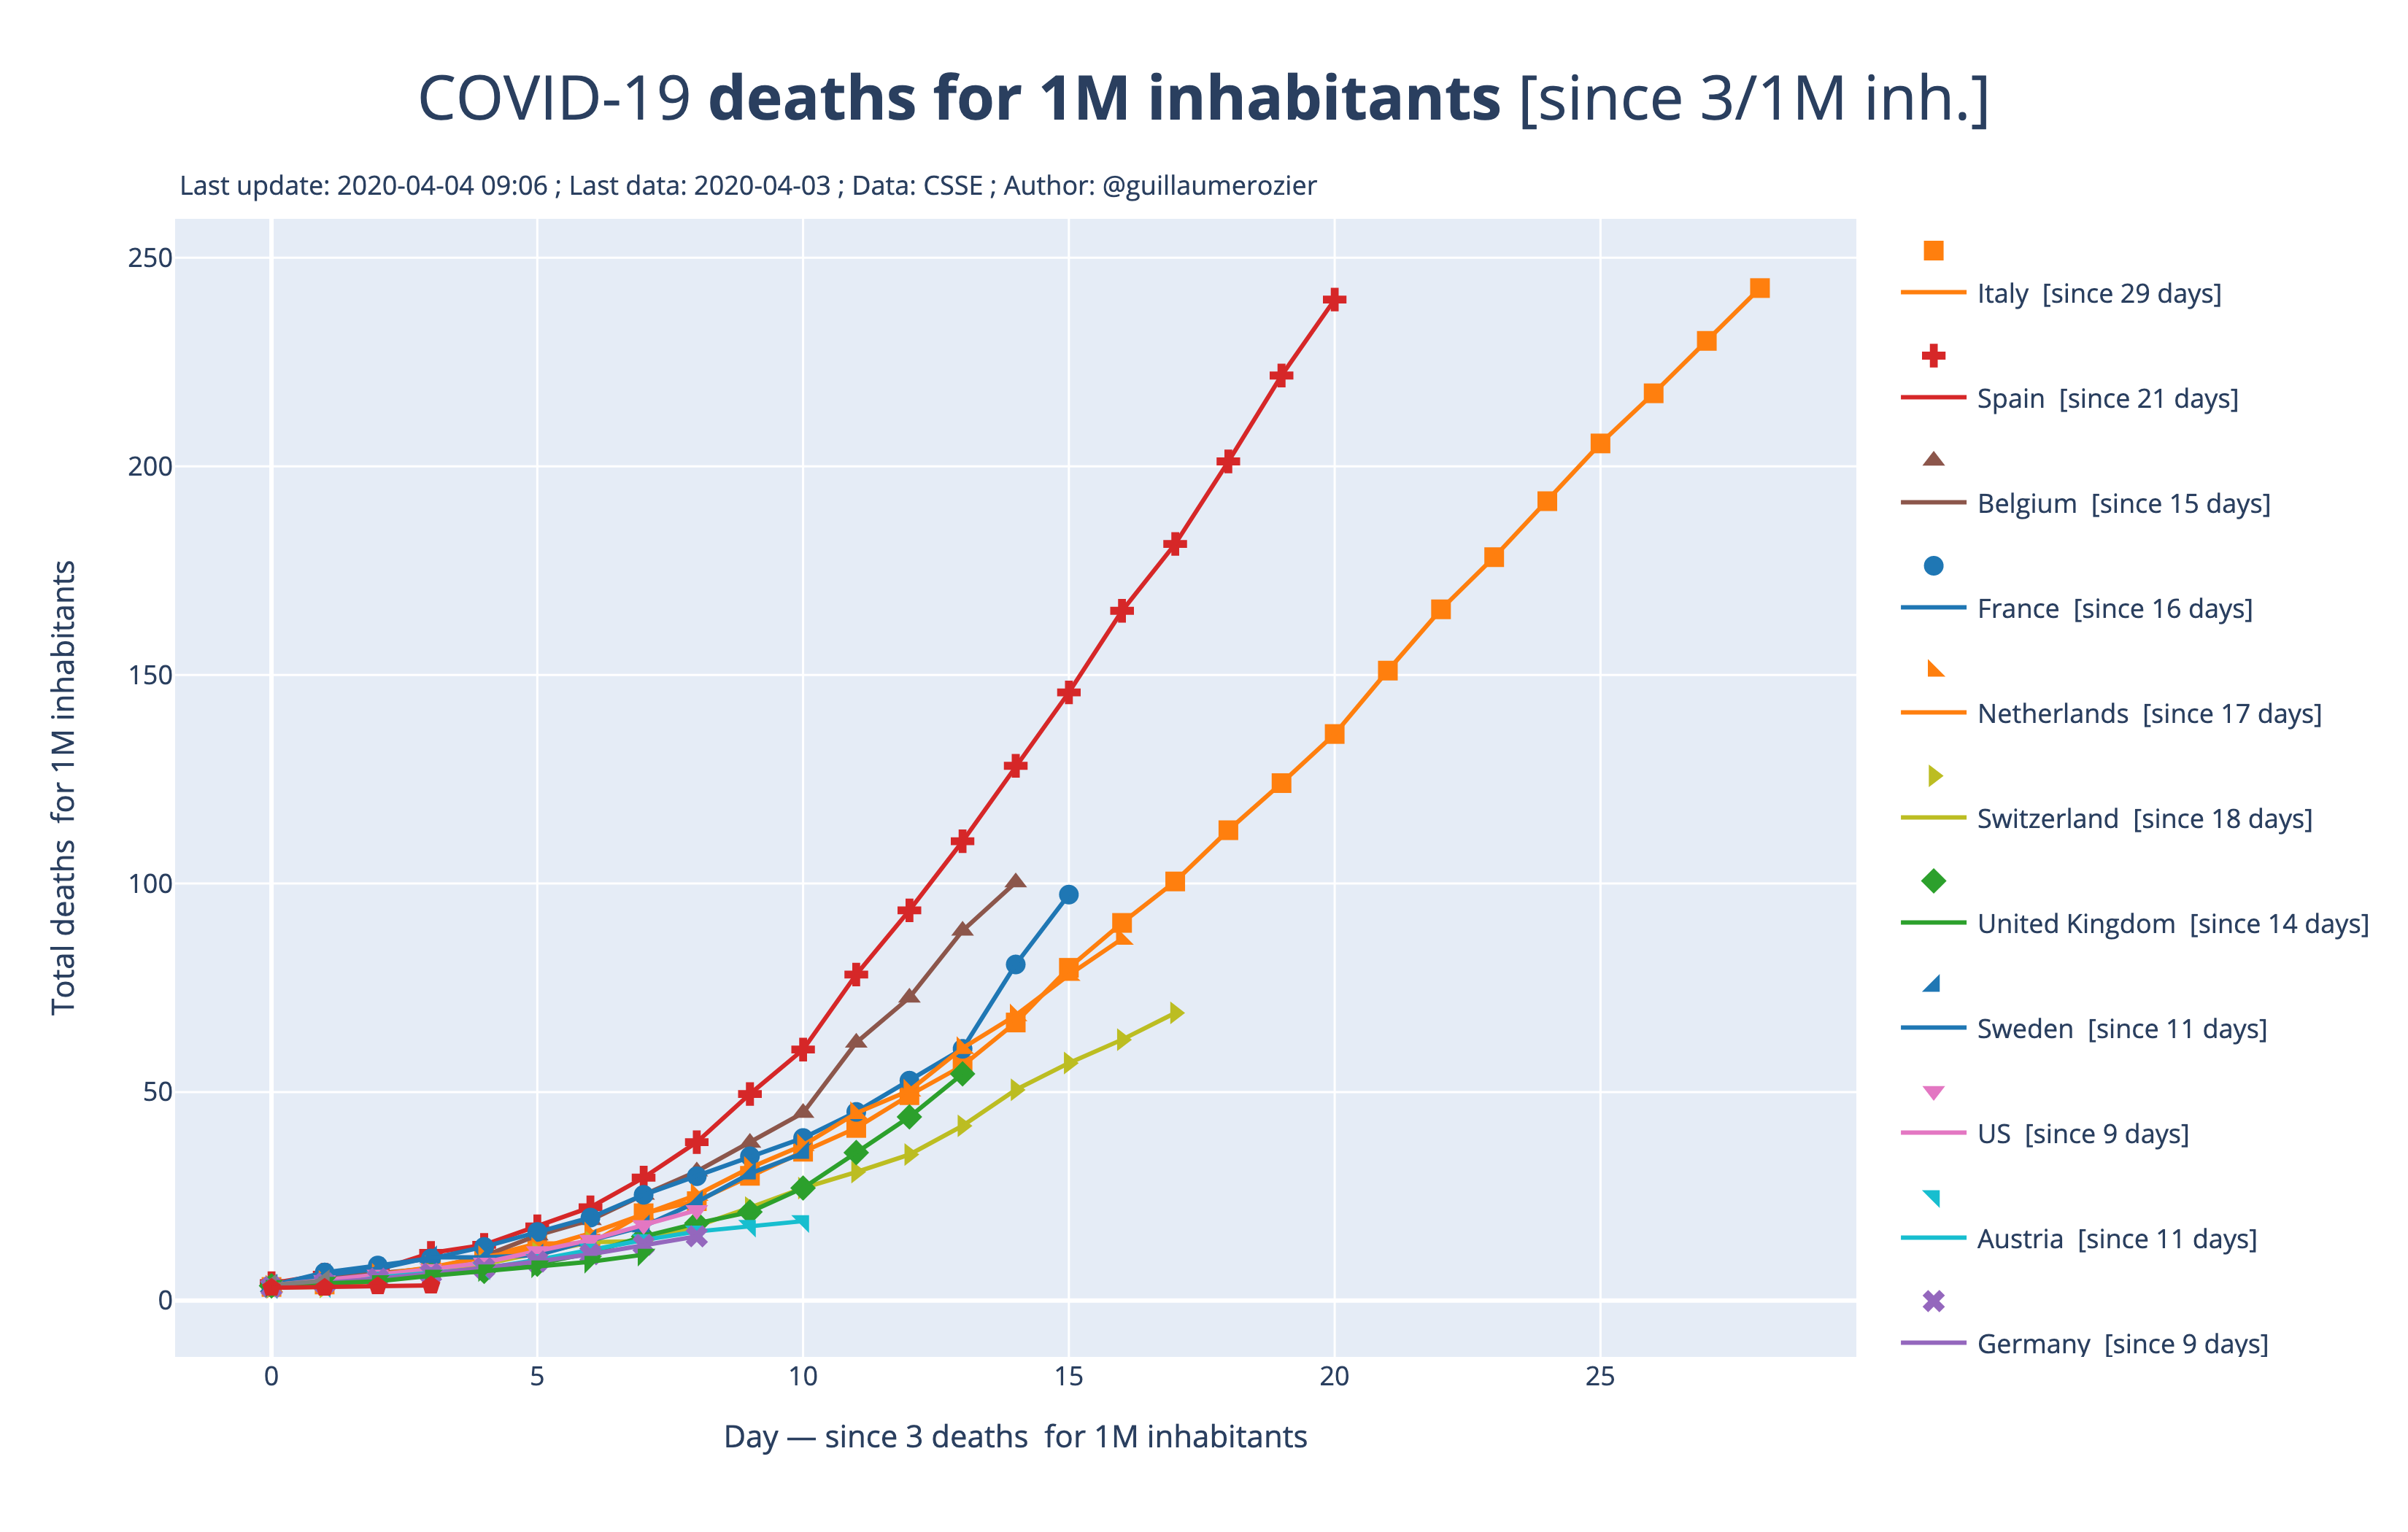 COVID-19 deaths for 1M inhabitants [since 3/1M inh.]
Last update: 2020-04-04 09:06 ; Last data: 2020-04-03 ; Data: CSSE ; Author: @guillaumerozier
Total deaths  for 1M inhabitants
250
200
150
100
50
0
0 5 10 15 20 25
Day — since 3 deaths  for 1M inhabitants
Italy  [since 29 days]
Spain  [since 21 days]
Belgium  [since 15 days]
France  [since 16 days]
Netherlands  [since 17 days]
Switzerland  [since 18 days]
United Kingdom  [since 14 days]
Sweden  [since 11 days]
US  [since 9 days]
Austria  [since 11 days]
Germany  [since 9 days]